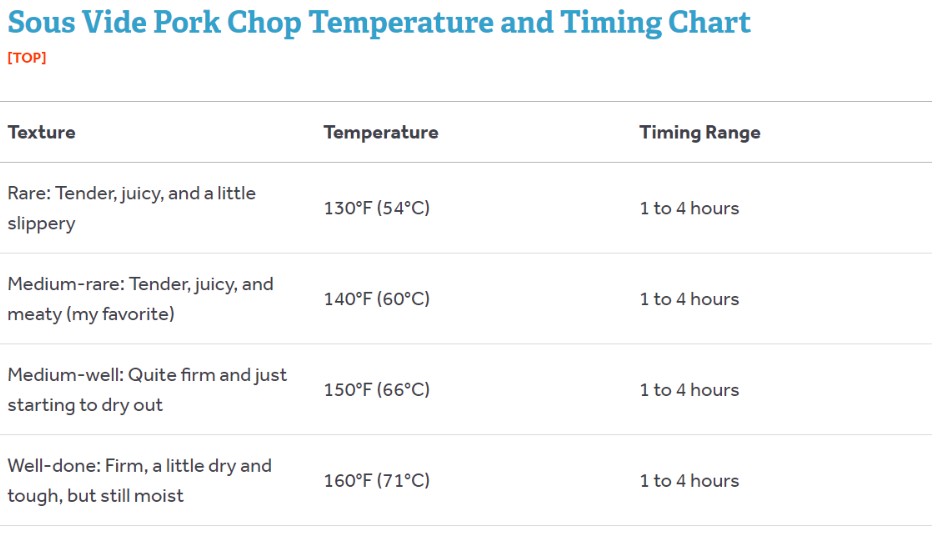 Sous Vide Pork Chop Temperature and Timing Chart
[TOP]
Texture Temperature Timing Range
Rare: Tender, juicy, and a little
slippery
130°F (54°C) 1 to 4 hours
Medium-rare: Tender, juicy, and
meaty (my favorite)
140°F (60°C) 1 to 4 hours
Medium-well: Quite firm and just
starting to dry out
150°F (66°C) 1 to 4 hours
Well-done: Firm, a little dry and
tough, but still moist
160°F (71°C) 1 to 4 hours